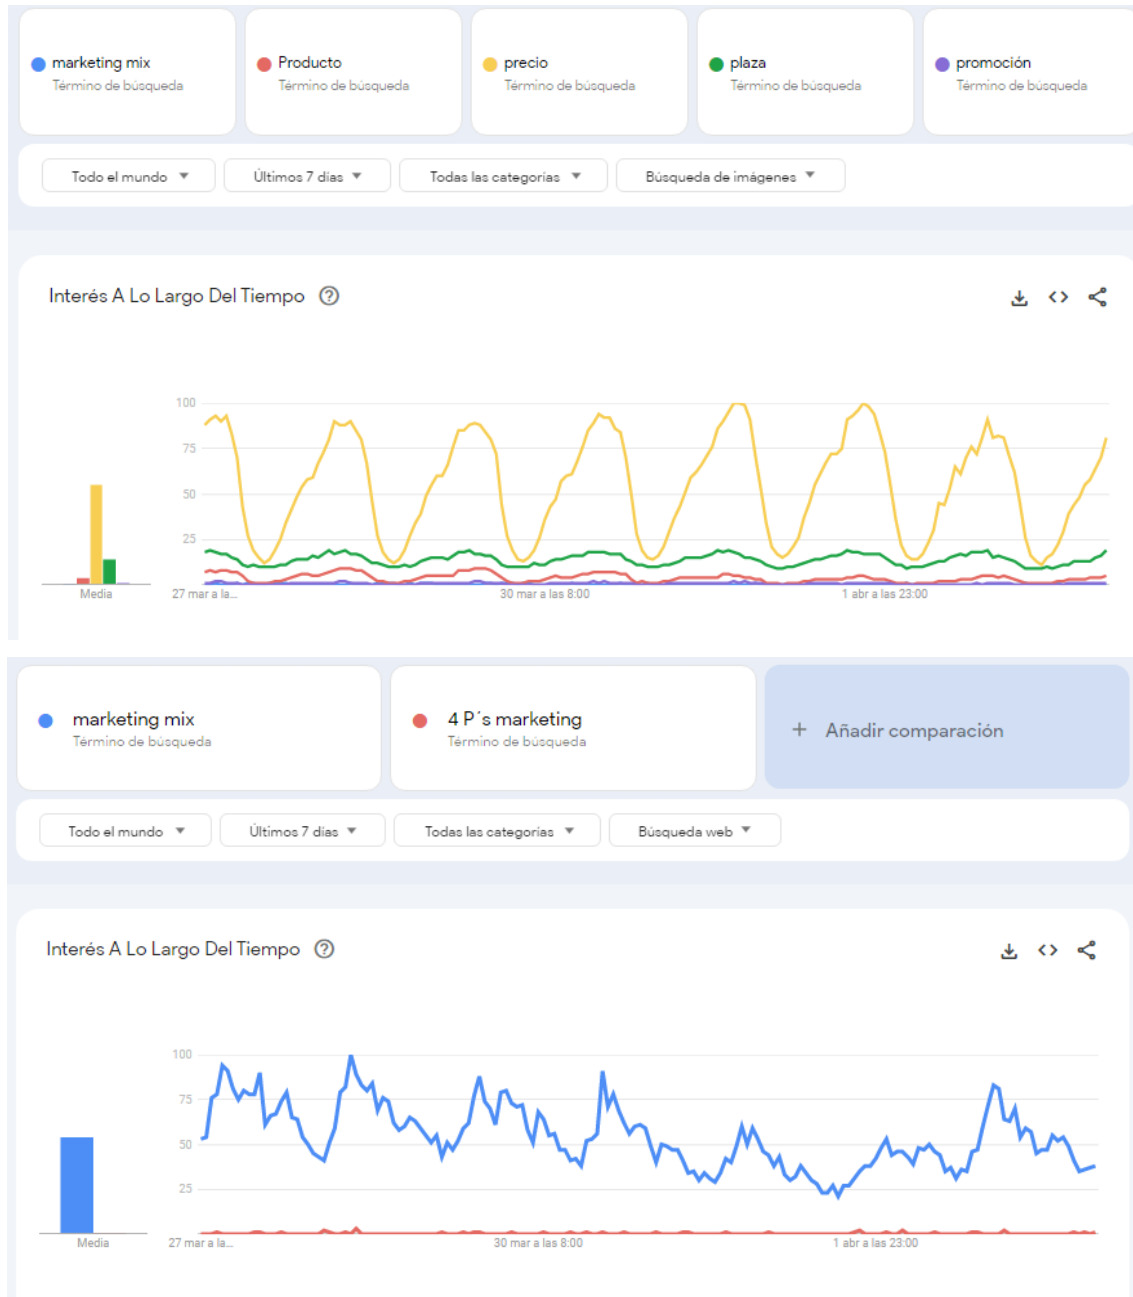 marketing mix
Término de búsqueda
Producto
Término de búsqueda
precio
Término de búsqueda
plaza
Término de búsqueda
promoción
Término de búsqueda
Todo el mundo
Últimos 7 días
Todas las categorías
Búsqueda de imágenes
Interés A Lo Largo Del Tiempo
100
75
50
25
Media
27 mar a la...
30 mar a las 8:00
1 abr a las 23:00
marketing mix
Término de búsqueda
4 P´s marketing
Término de búsqueda
+ Añadir comparación
Todo el mundo
Últimos 7 días
Todas las categorías
Búsqueda web
Interés A Lo Largo Del Tiempo
100
75
50
25
Media
27 mar a la...
30 mar a las 8:00
1 abr a las 23:00